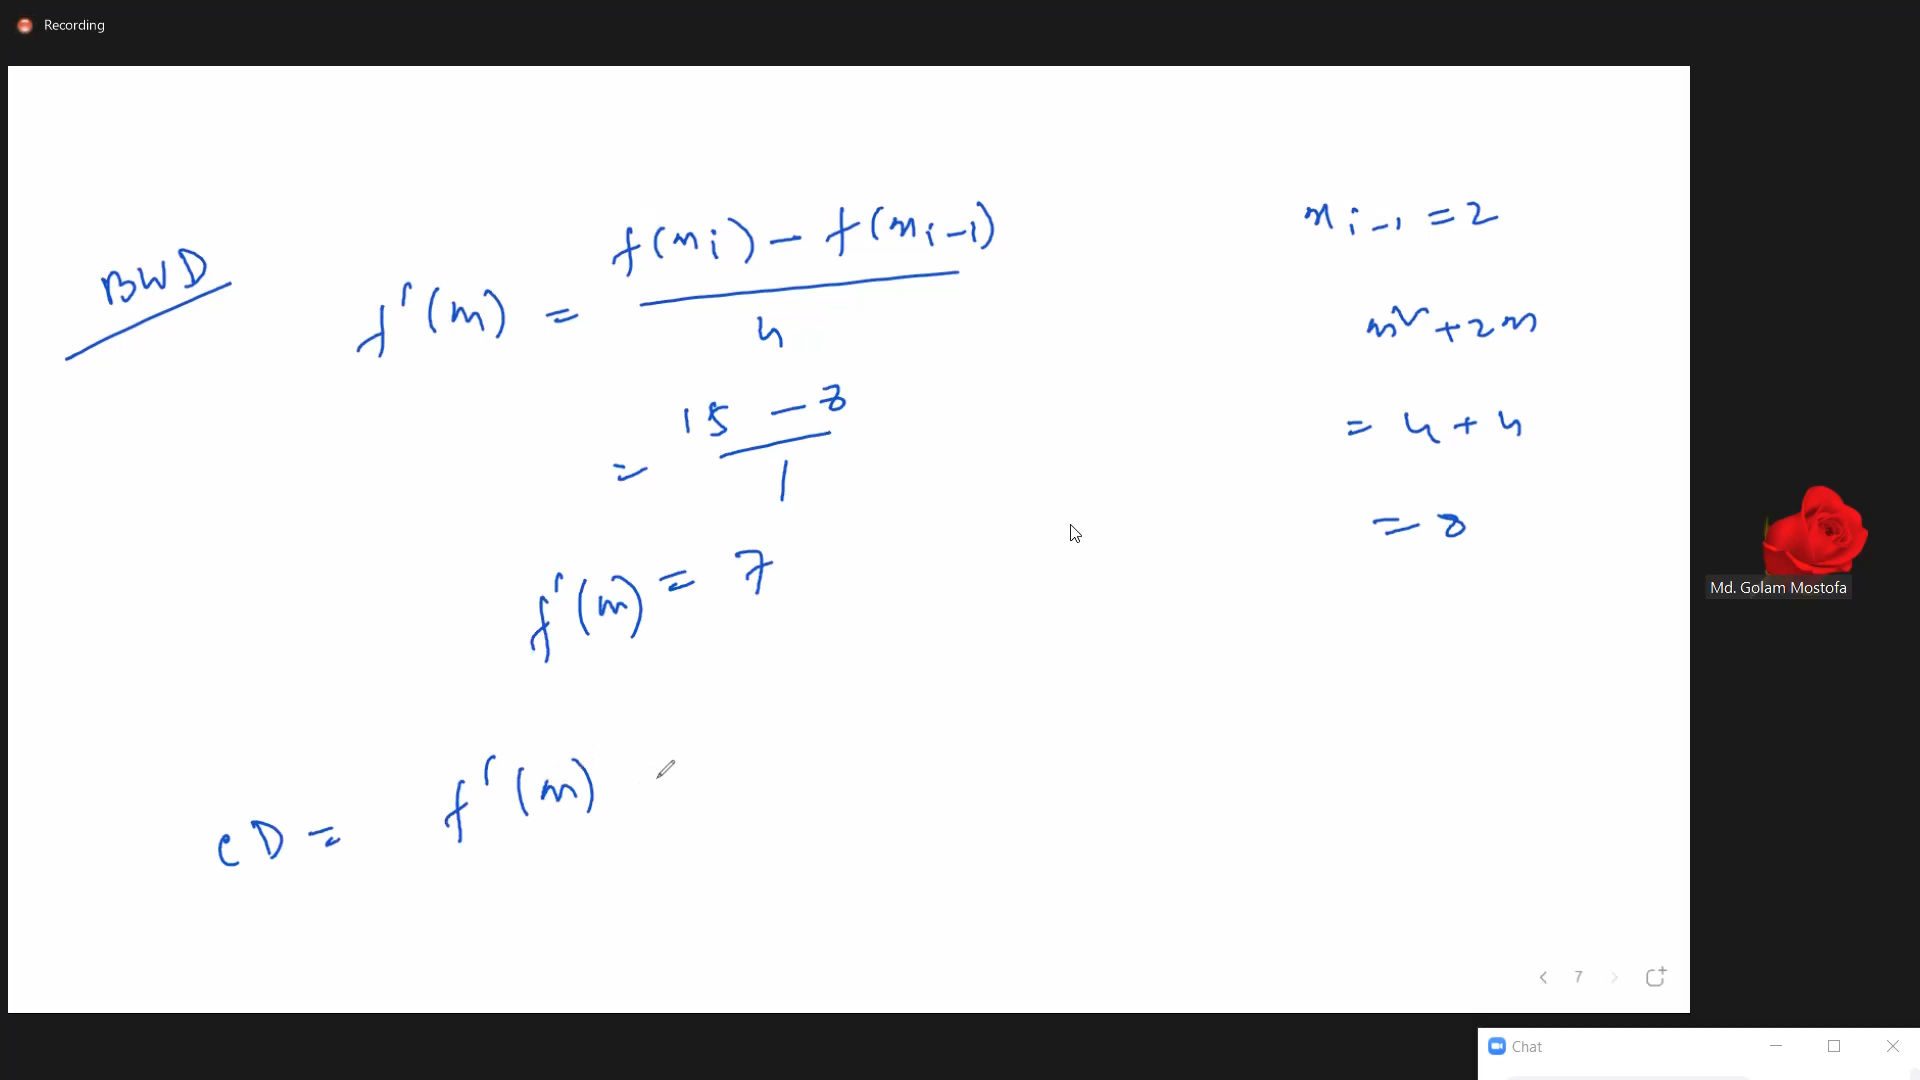 Recording
BWD
f'(x) = f(xi) - f(xi-1) / h
= 15 - 8 / 1
f'(x) = 7
CD = f'(x)
xi-1 = 2
x² + 2x
= 4 + 4
= 8
Md. Golam Mostofa
7
Chat